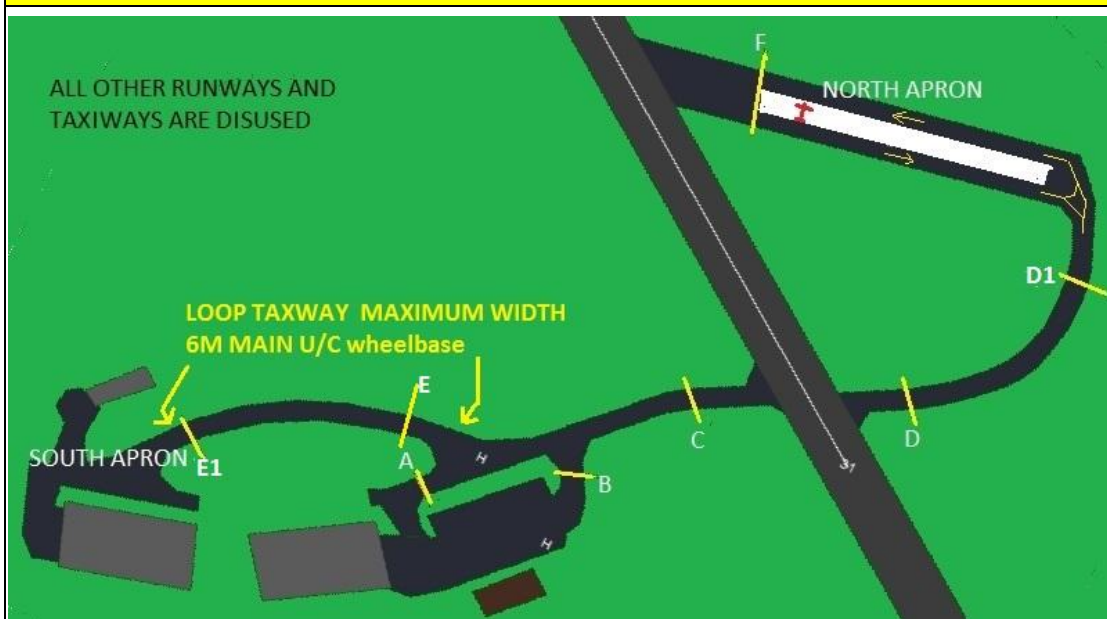 ALL OTHER RUNWAYS AND
TAXIWAYS ARE DISUSED
F
NORTH APRON
D1
LOOP TAXWAY MAXIMUM WIDTH
6M MAIN U/C wheelbase
E
C
D
SOUTH APRON
E1
A
H
B
31
H